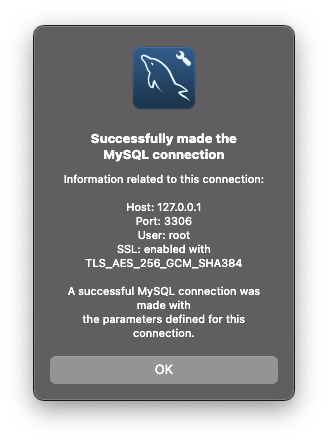 Successfully made the
MySQL connection
Information related to this connection:
Host: 127.0.0.1
Port: 3306
User: root
SSL: enabled with
TLS_AES_256_GCM_SHA384
A successful MySQL connection was
made with
the parameters defined for this
connection.
OK